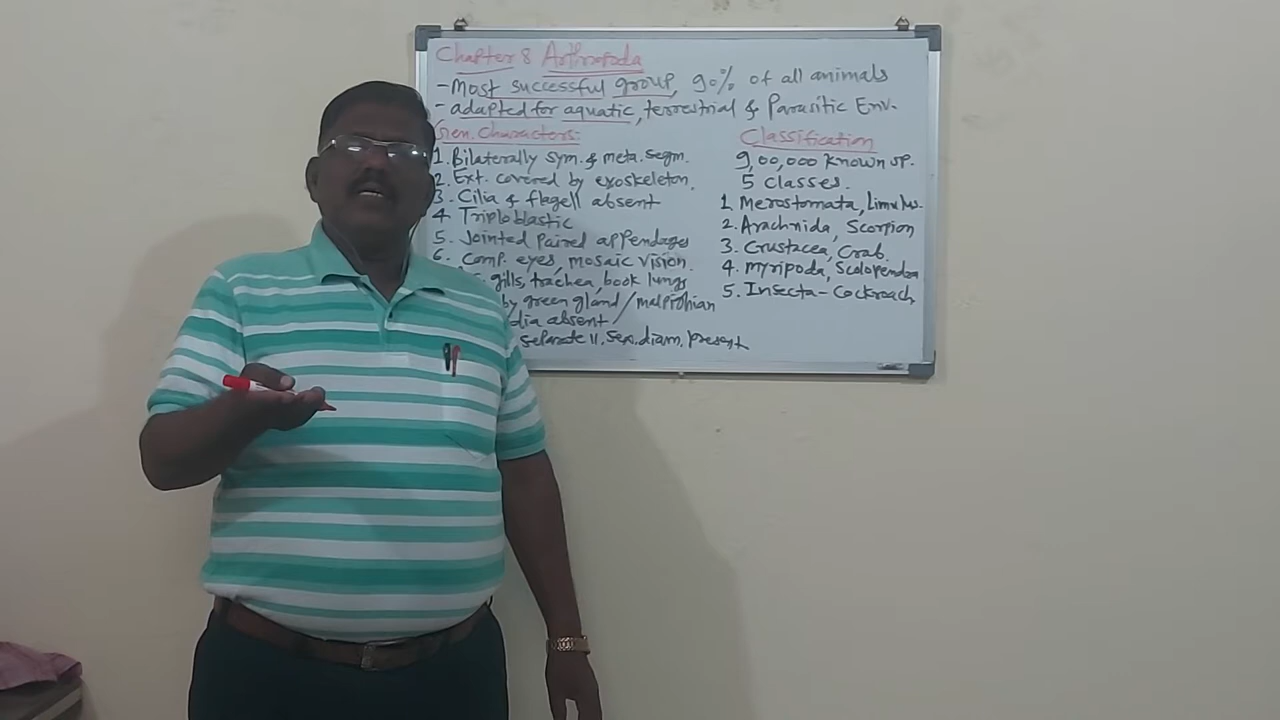 Chapter 8 Arthropoda
- Most successful group, 90% of all animals
- adapted for aquatic, terrestrial & Parasitic Env.
Gen. Characters:
1. Bilaterally sym. & meta. segm.
2. Ext. covered by exoskeleton.
3. Cilia & flagell absent
4. Triploblastic
5. Jointed Paired appendages
6. Comp. eyes, mosaic vision.
gills, trachea, book lungs
by green gland/malpighian
absent
separate
present
Classification
9,00,000 known sp.
5 classes.
1. Merostomata, Limulus.
2. Arachnida, Scorpion
3. Crustacea, Crab.
4. myripoda, Scolopendra
5. Insecta - Cockroach